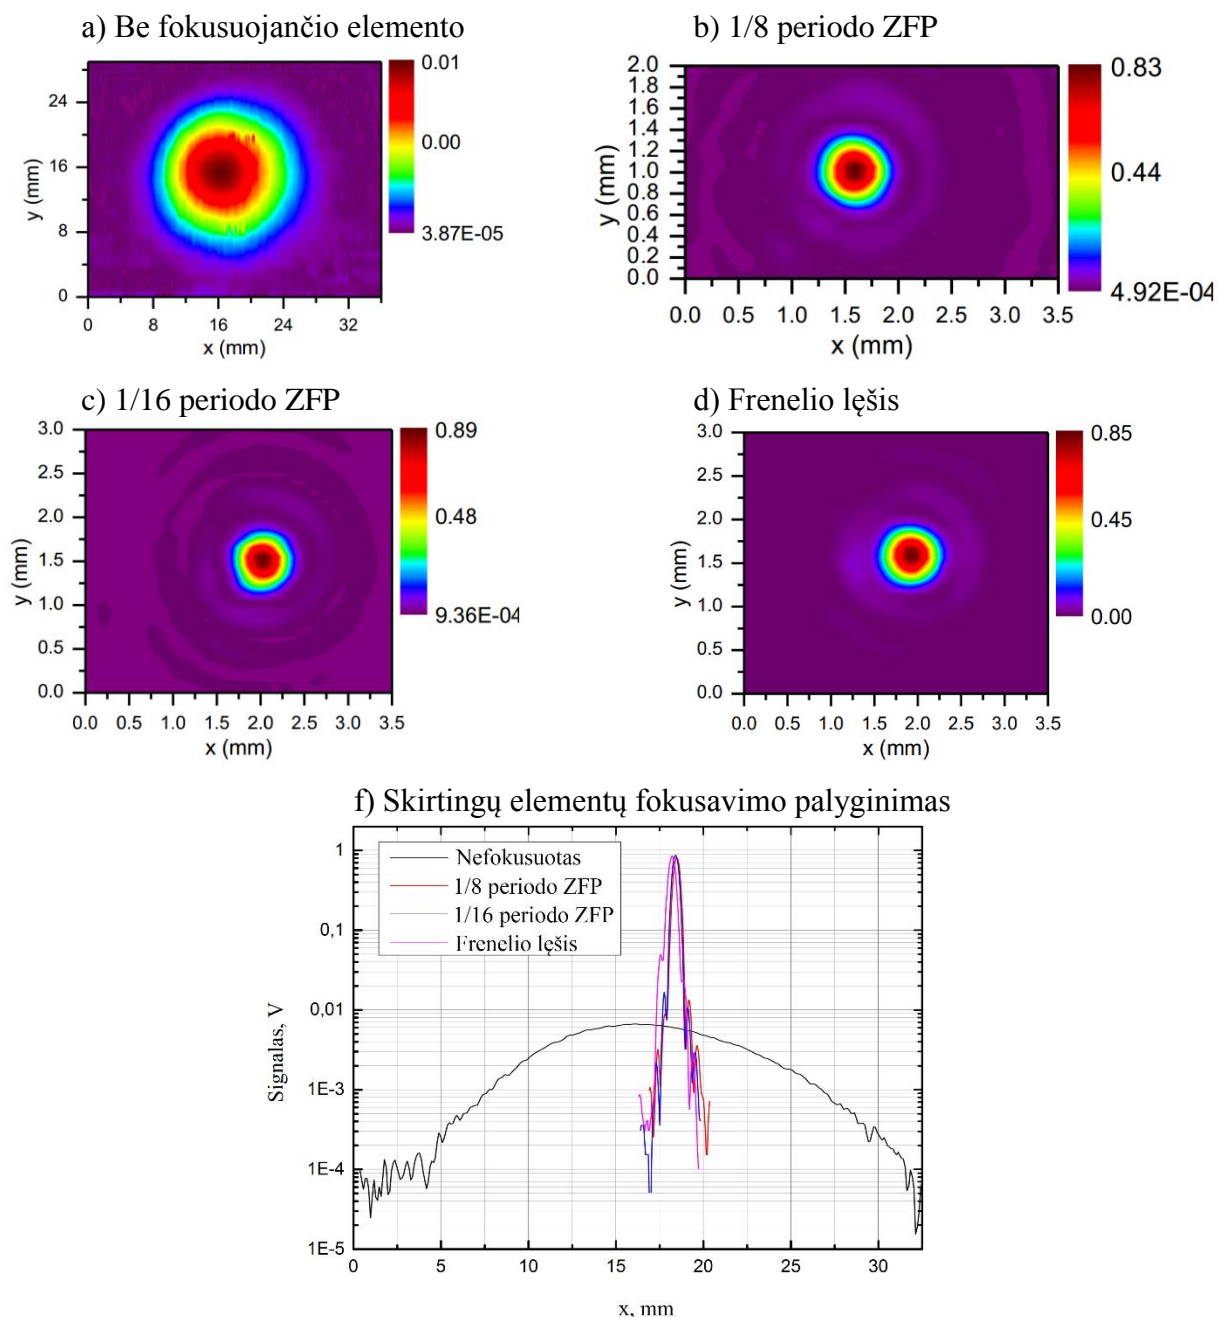 a) Be fokusuojančio elemento
b) 1/8 periodo ZFP
0.01
0.00
3.87E-05
24
16
8
0
y (mm)
0 8 16 24 32
x (mm)
2.0
1.8
1.6
1.4
1.2
1.0
0.8
0.6
0.4
0.2
0.0
y (mm)
0.0 0.5 1.0 1.5 2.0 2.5 3.0 3.5
x (mm)
0.83
0.44
4.92E-04
c) 1/16 periodo ZFP
d) Frenelio lęšis
3.0
2.5
2.0
1.5
1.0
0.5
0.0
y (mm)
0.0 0.5 1.0 1.5 2.0 2.5 3.0 3.5
x (mm)
0.89
0.48
9.36E-04
3.0
2.5
2.0
1.5
1.0
0.5
0.0
y (mm)
0.0 0.5 1.0 1.5 2.0 2.5 3.0 3.5
x (mm)
0.85
0.45
0.00
f) Skirtingų elementų fokusavimo palyginimas
Nefokusuotas
1/8 periodo ZFP
1/16 periodo ZFP
Frenelio lęšis
1
0,1
0,01
1E-3
1E-4
1E-5
Signalas, V
0 5 10 15 20 25 30
x, mm